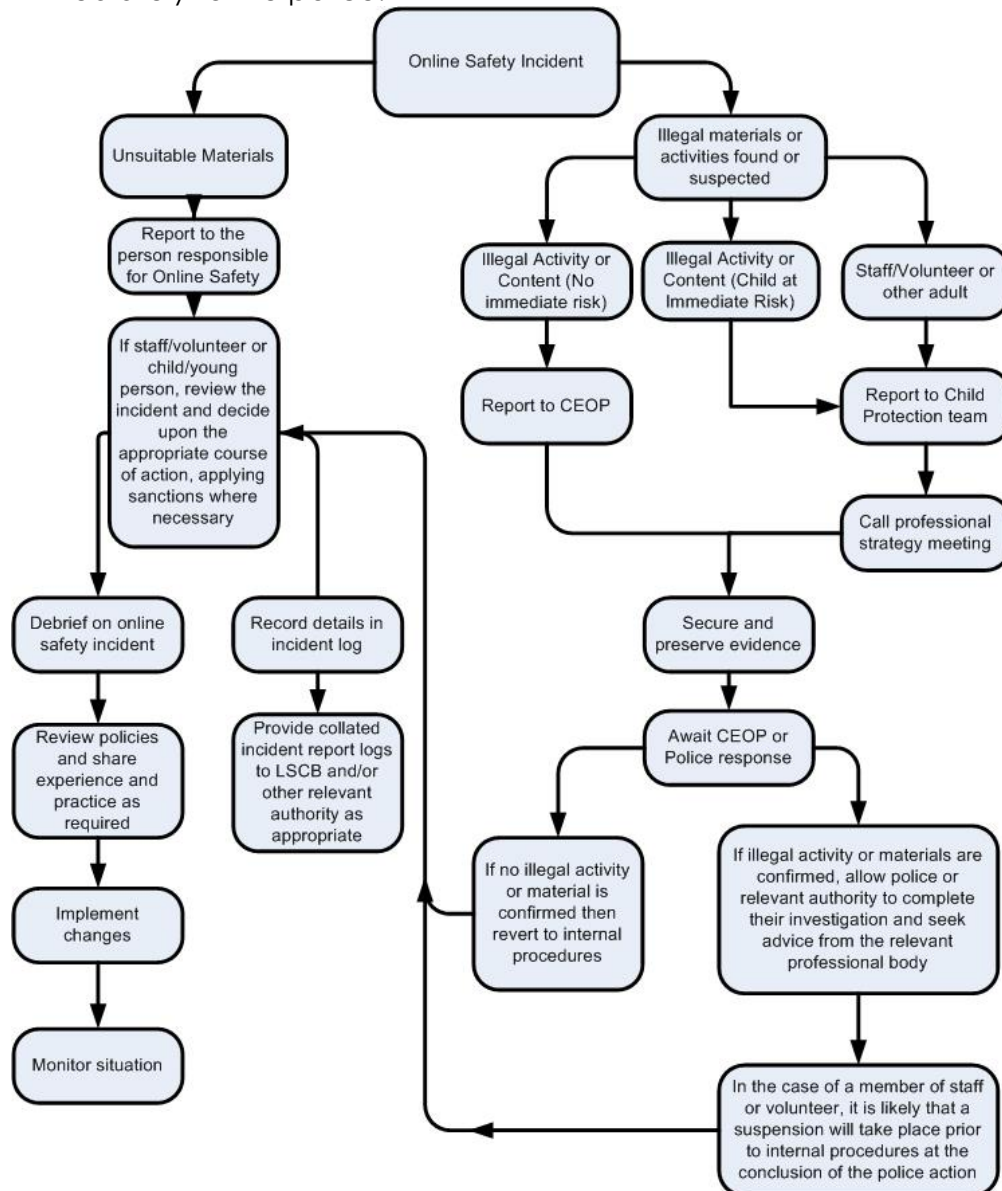 Online Safety Incident
Unsuitable Materials
Report to the
person responsible
for Online Safety
If staff/volunteer or
child/young
person, review the
incident and decide
upon the
appropriate course
of action, applying
sanctions where
necessary
Debrief on online
safety incident
Review policies
and share
experience and
practice as
required
Implement
changes
Monitor situation
Record details in
incident log
Provide collated
incident report logs
to LSCB and/or
other relevant
authority as
appropriate
Illegal materials or
activities found or
suspected
Illegal Activity or
Content (No
immediate risk)
Illegal Activity or
Content (Child at
Immediate Risk)
Staff/Volunteer or
other adult
Report to CEOP
Report to Child
Protection team
Call professional
strategy meeting
Secure and
preserve evidence
Await CEOP or
Police response
If no illegal activity
or material is
confirmed then
revert to internal
procedures
If illegal activity or materials are
confirmed, allow police or
relevant authority to complete
their investigation and seek
advice from the relevant
professional body
In the case of a member of staff
or volunteer, it is likely that a
suspension will take place prior
to internal procedures at the
conclusion of the police action